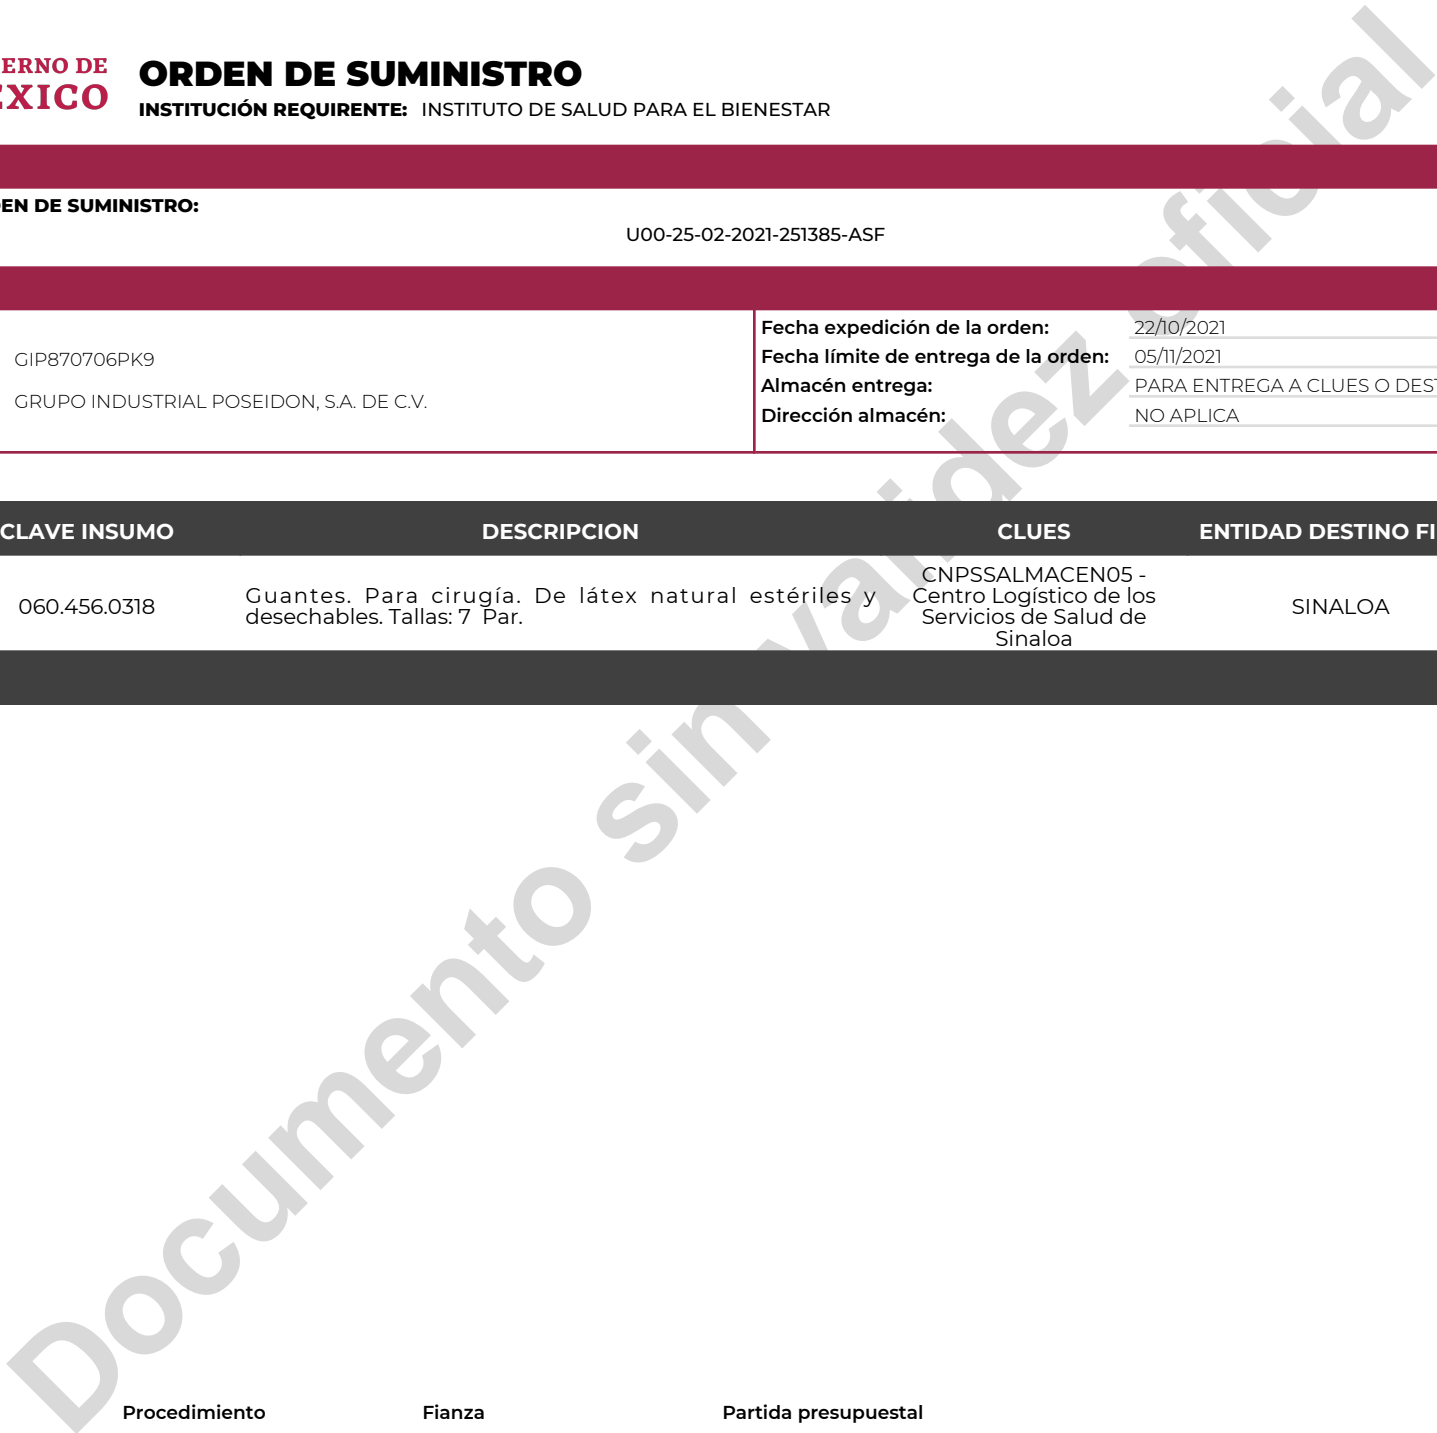 ERNO DE
ÉXICO
ORDEN DE SUMINISTRO
INSTITUCIÓN REQUIRENTE: INSTITUTO DE SALUD PARA EL BIENESTAR
EN DE SUMINISTRO:
U00-25-02-2021-251385-ASF
GIP870706PK9
GRUPO INDUSTRIAL POSEIDON, S.A. DE C.V.
Fecha expedición de la orden: 22/10/2021
Fecha límite de entrega de la orden: 05/11/2021
Almacén entrega: PARA ENTREGA A CLUES O DEST
Dirección almacén: NO APLICA
CLAVE INSUMO DESCRIPCION CLUES ENTIDAD DESTINO FI
060.456.0318
Guantes. Para cirugía. De látex natural estériles y
desechables. Tallas: 7 Par.
CNPSSALMACEN05 -
Centro Logístico de los
Servicios de Salud de
Sinaloa
SINALOA
Documento sin validez oficial
Procedimiento Fianza Partida presupuestal